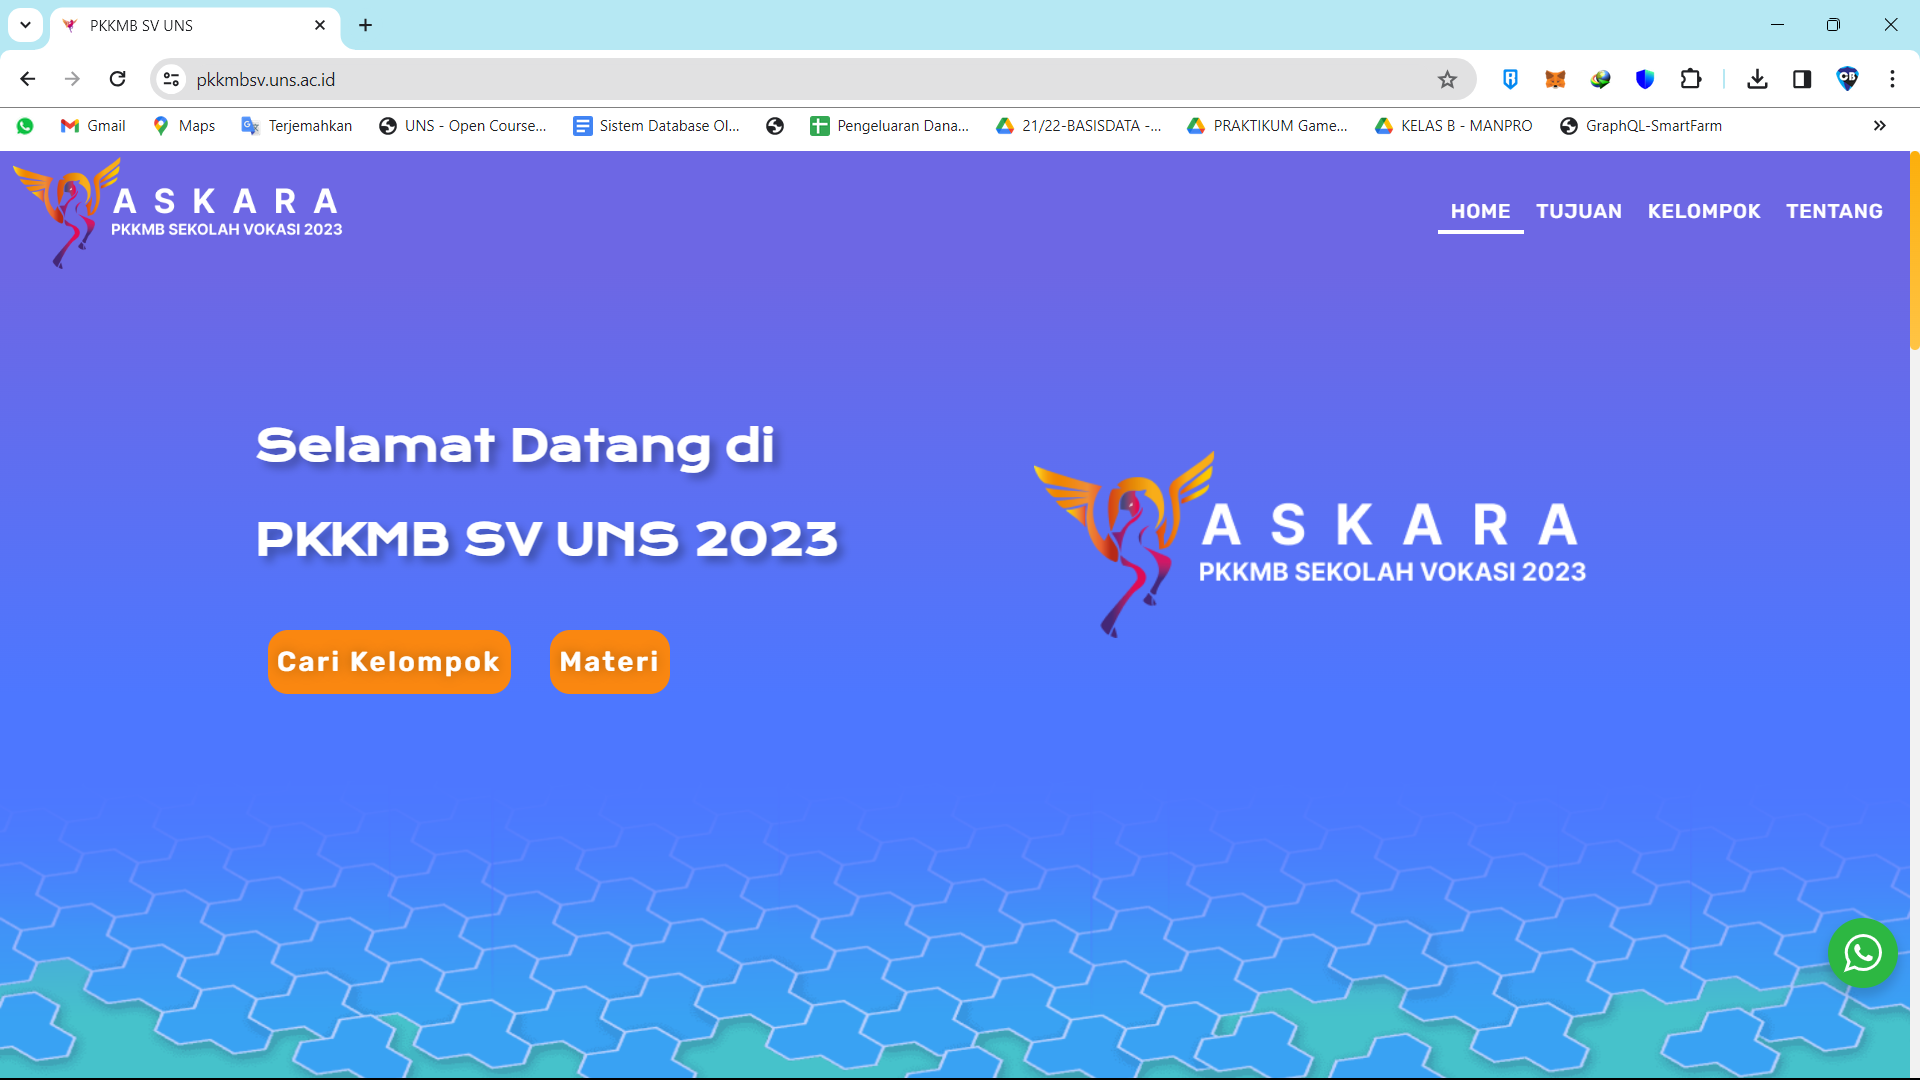 PKKMB SV UNS
pkkmbsv.uns.ac.id
Gmail
Maps
Terjemahkan
UNS - Open Course...
Sistem Database Ol...
Pengeluaran Dana...
21/22-BASISDATA -...
PRAKTIKUM Game...
KELAS B - MANPRO
GraphQL-SmartFarm
ASKARA
PKKMB SEKOLAH VOKASI 2023
HOME
TUJUAN
KELOMPOK
TENTANG
Selamat Datang di
PKKMB SV UNS 2023
Cari Kelompok
Materi
ASKARA
PKKMB SEKOLAH VOKASI 2023